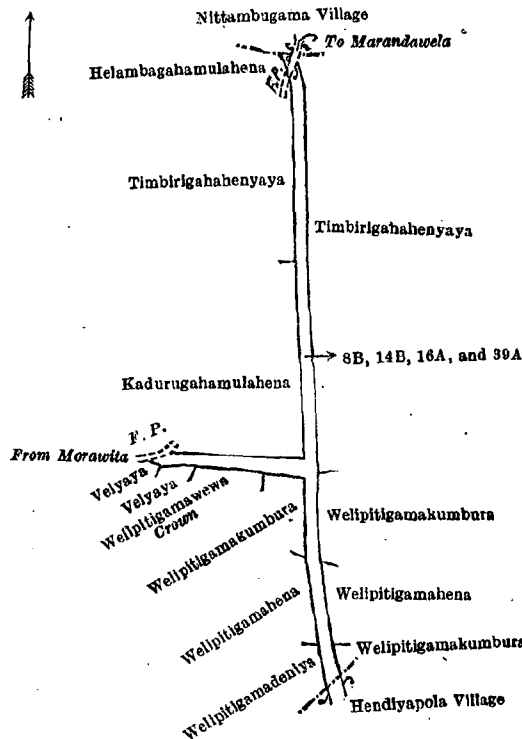 Nittambugama Village
To Marandawela
Helambagahamulahena
F.P.
Timbirigahahenyaya
Timbirigahahenyaya
8B, 14B, 16A, and 39A
Kadurugahamulahena
F. P.
From Morawita
Velyaya
Velyaya
Welipitigamawewa
Crown
Welipitigamakumbura
Welipitigamakumbura
Welipitigamahena
Welipitigamahena
Welipitigamakumbura
Welipitigamadeniya
Hendiyapola Village